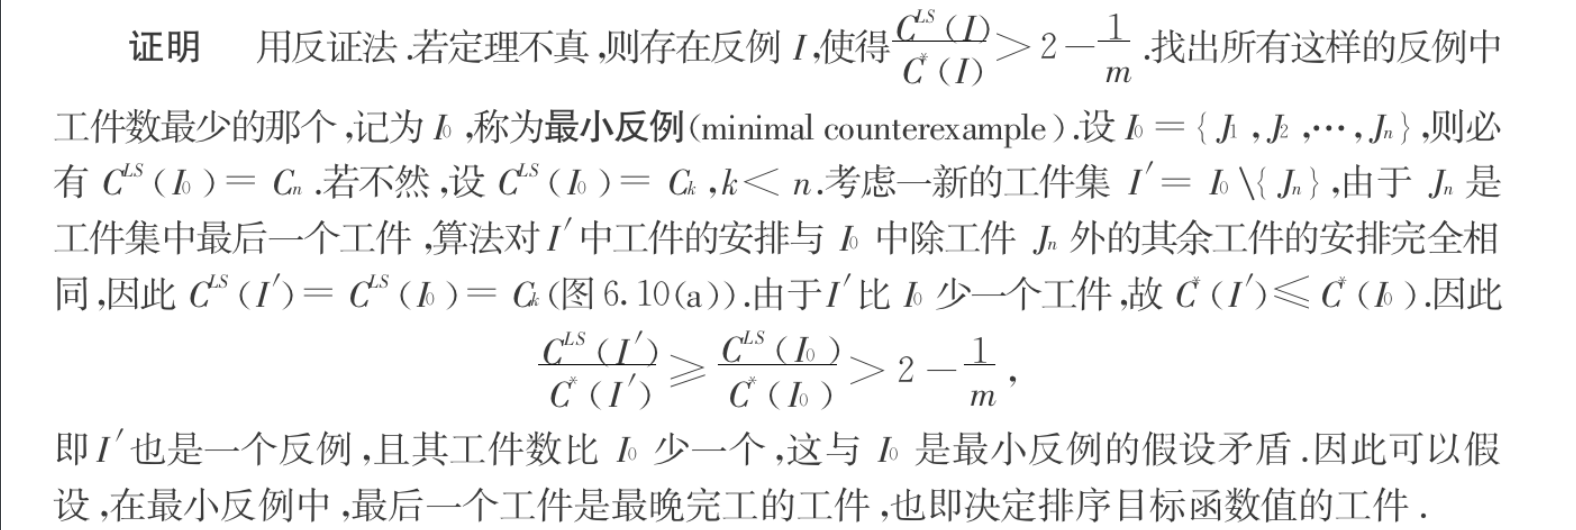 证明 用反证法.若定理不真,则存在反例 I,使得 C^{LS}(I)/C^*(I) > 2 - 1/m .找出所有这样的反例中
工件数最少的那个,记为 I_0 ,称为最小反例(minimal counterexample).设 I_0 = { J_1 , J_2 ,…, J_n },则必
有 C^{LS}(I_0) = C_n .若不然,设 C^{LS}(I_0) = C_k ,k < n.考虑一新的工件集 I′ = I_0 \{ J_n },由于 J_n 是
工件集中最后一个工件,算法对 I′ 中工件的安排与 I_0 中除工件 J_n 外的其余工件的安排完全相
同,因此 C^{LS}(I′) = C^{LS}(I_0) = C_k (图 6.10(a)).由于 I′ 比 I_0 少一个工件,故 C^*(I′) ≤ C^*(I_0).因此
C^{LS}(I′)/C^*(I′) ⩾ C^{LS}(I_0)/C^*(I_0) > 2 - 1/m ,
即 I′ 也是一个反例,且其工件数比 I_0 少一个,这与 I_0 是最小反例的假设矛盾.因此可以假
设,在最小反例中,最后一个工件是最晚完工的工件,也即决定排序目标函数值的工件.